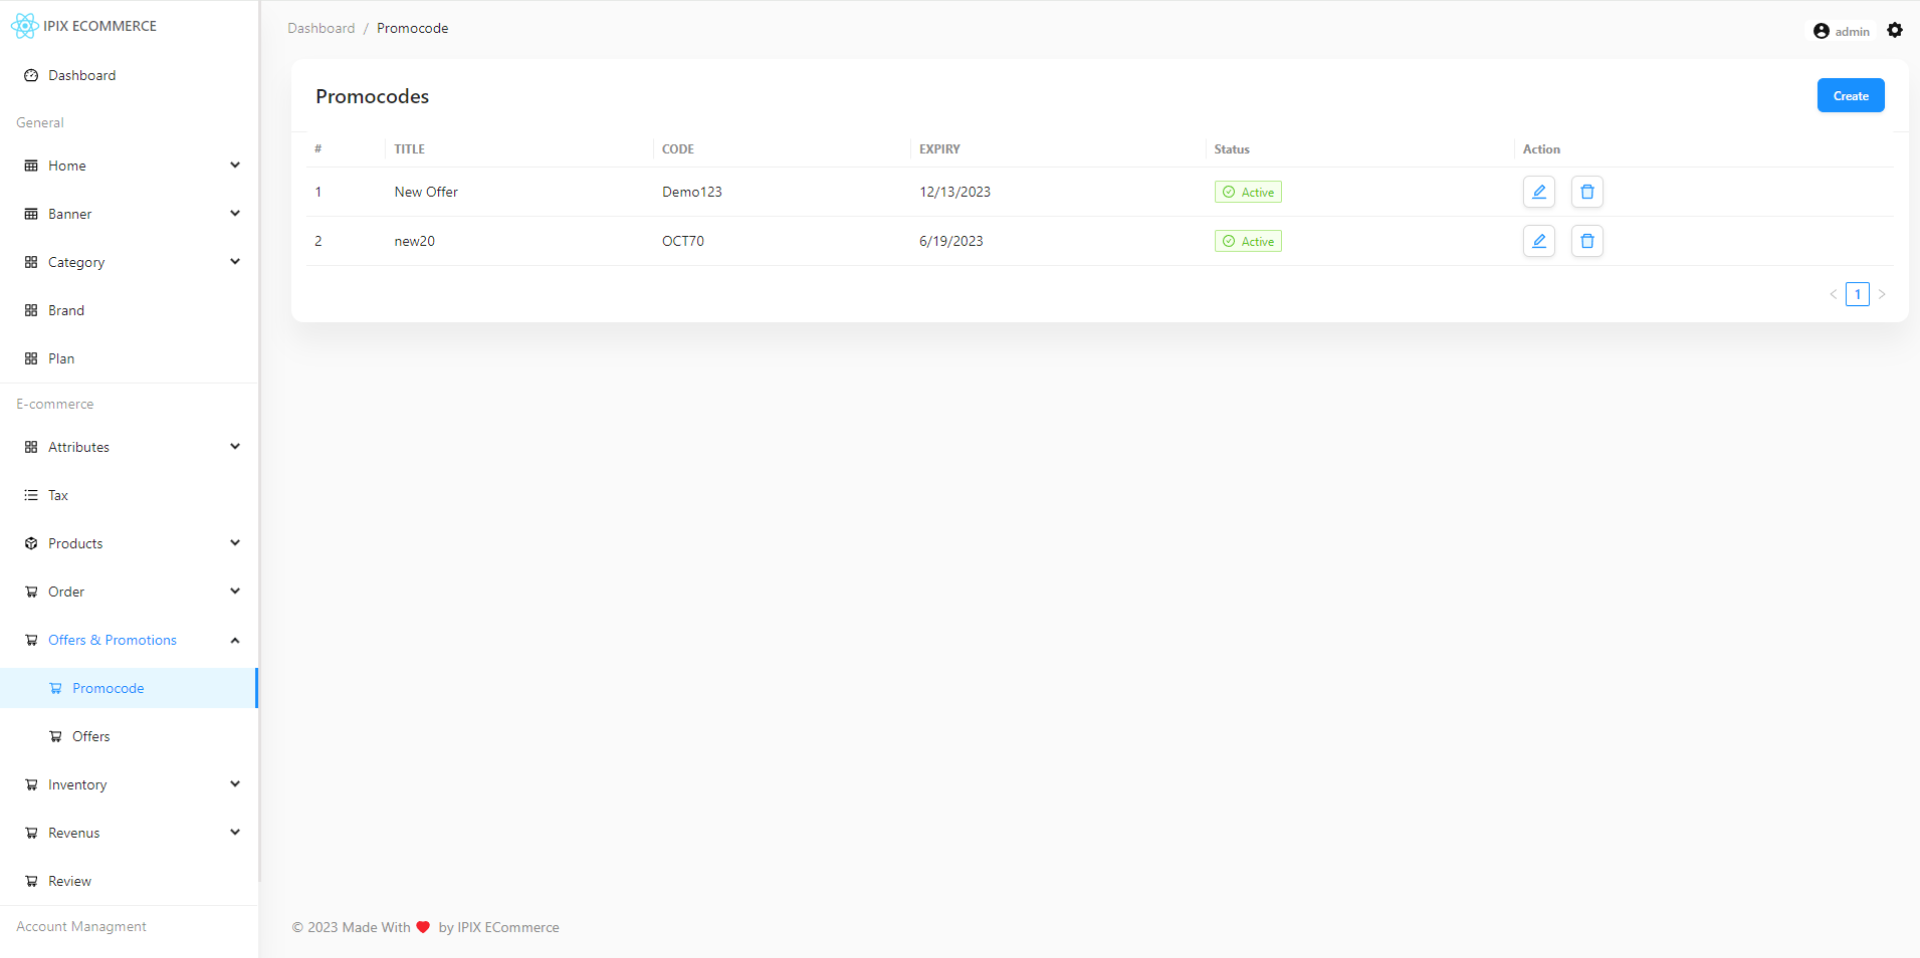 IPIX ECOMMERCE
Dashboard
General
Home
Banner
Category
Brand
Plan
E-commerce
Attributes
Tax
Products
Order
Offers & Promotions
Promocode
Offers
Inventory
Revenus
Review
Account Managment
Dashboard / Promocode
admin
Promocodes
Create
# TITLE CODE EXPIRY Status Action
1 New Offer Demo123 12/13/2023 Active
2 new20 OCT70 6/19/2023 Active
< 1 >
© 2023 Made With ❤ by IPIX ECommerce